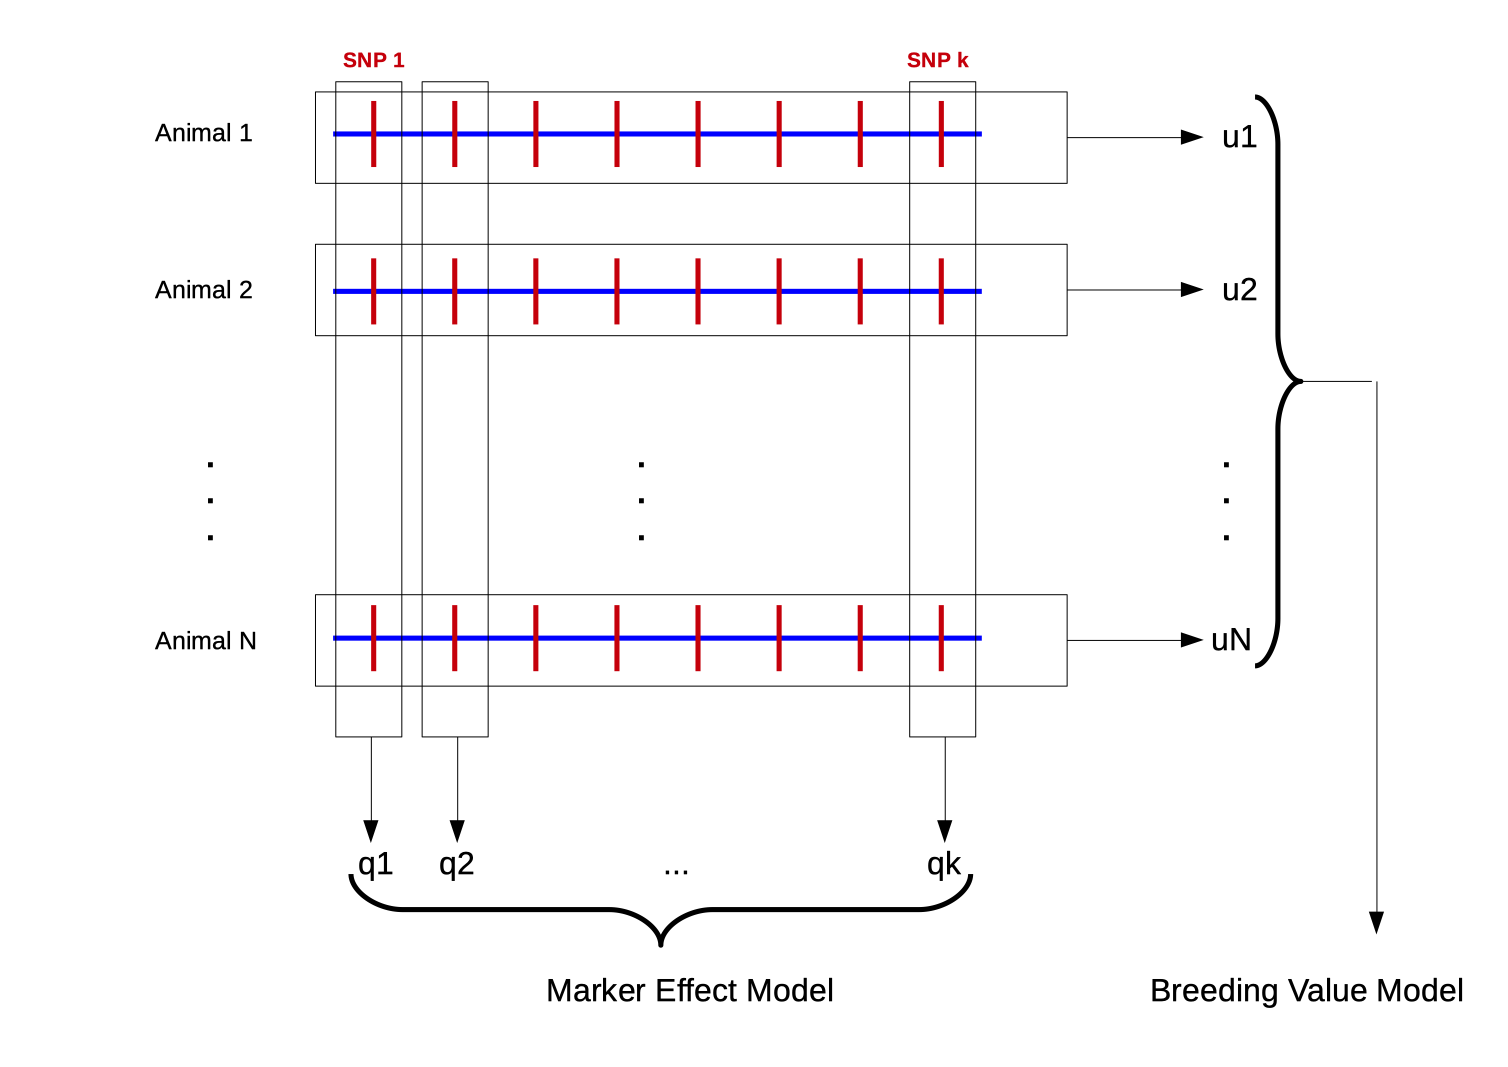 SNP 1
SNP k
Animal 1
u1
Animal 2
u2
.
.
.
.
.
.
.
.
.
Animal N
uN
q1
q2
...
qk
Marker Effect Model
Breeding Value Model